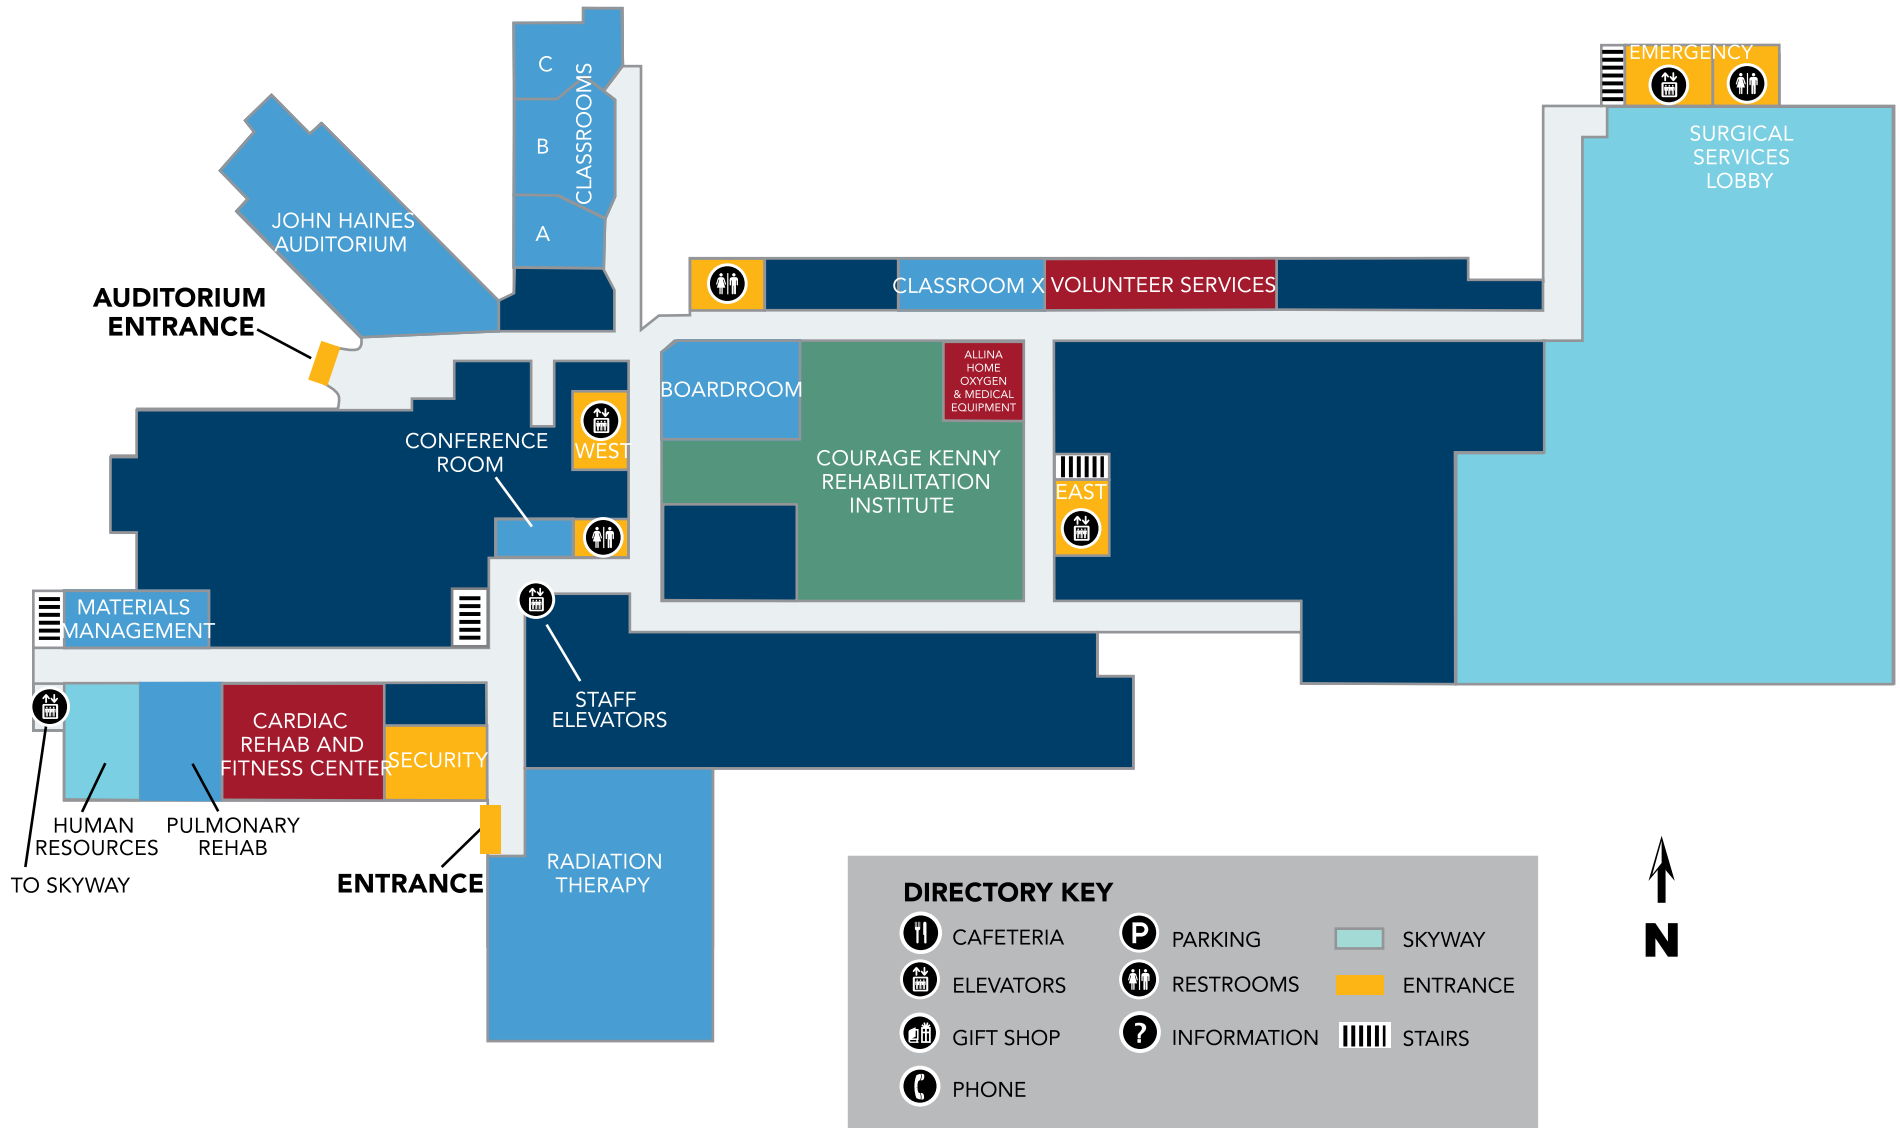 C
B
A
CLASSROOMS
EMERGENCY
SURGICAL
SERVICES
LOBBY
JOHN HAINES
AUDITORIUM
AUDITORIUM
ENTRANCE
CLASSROOM X
VOLUNTEER SERVICES
BOARDROOM
ALLINA
HOME
OXYGEN
& MEDICAL
EQUIPMENT
CONFERENCE
ROOM
WEST
COURAGE KENNY
REHABILITATION
INSTITUTE
EAST
MATERIALS
MANAGEMENT
STAFF
ELEVATORS
CARDIAC
REHAB AND
FITNESS CENTER
SECURITY
HUMAN
RESOURCES
PULMONARY
REHAB
TO SKYWAY
ENTRANCE
RADIATION
THERAPY
DIRECTORY KEY
CAFETERIA
ELEVATORS
GIFT SHOP
PHONE
P
PARKING
RESTROOMS
?
INFORMATION
SKYWAY
ENTRANCE
STAIRS
N